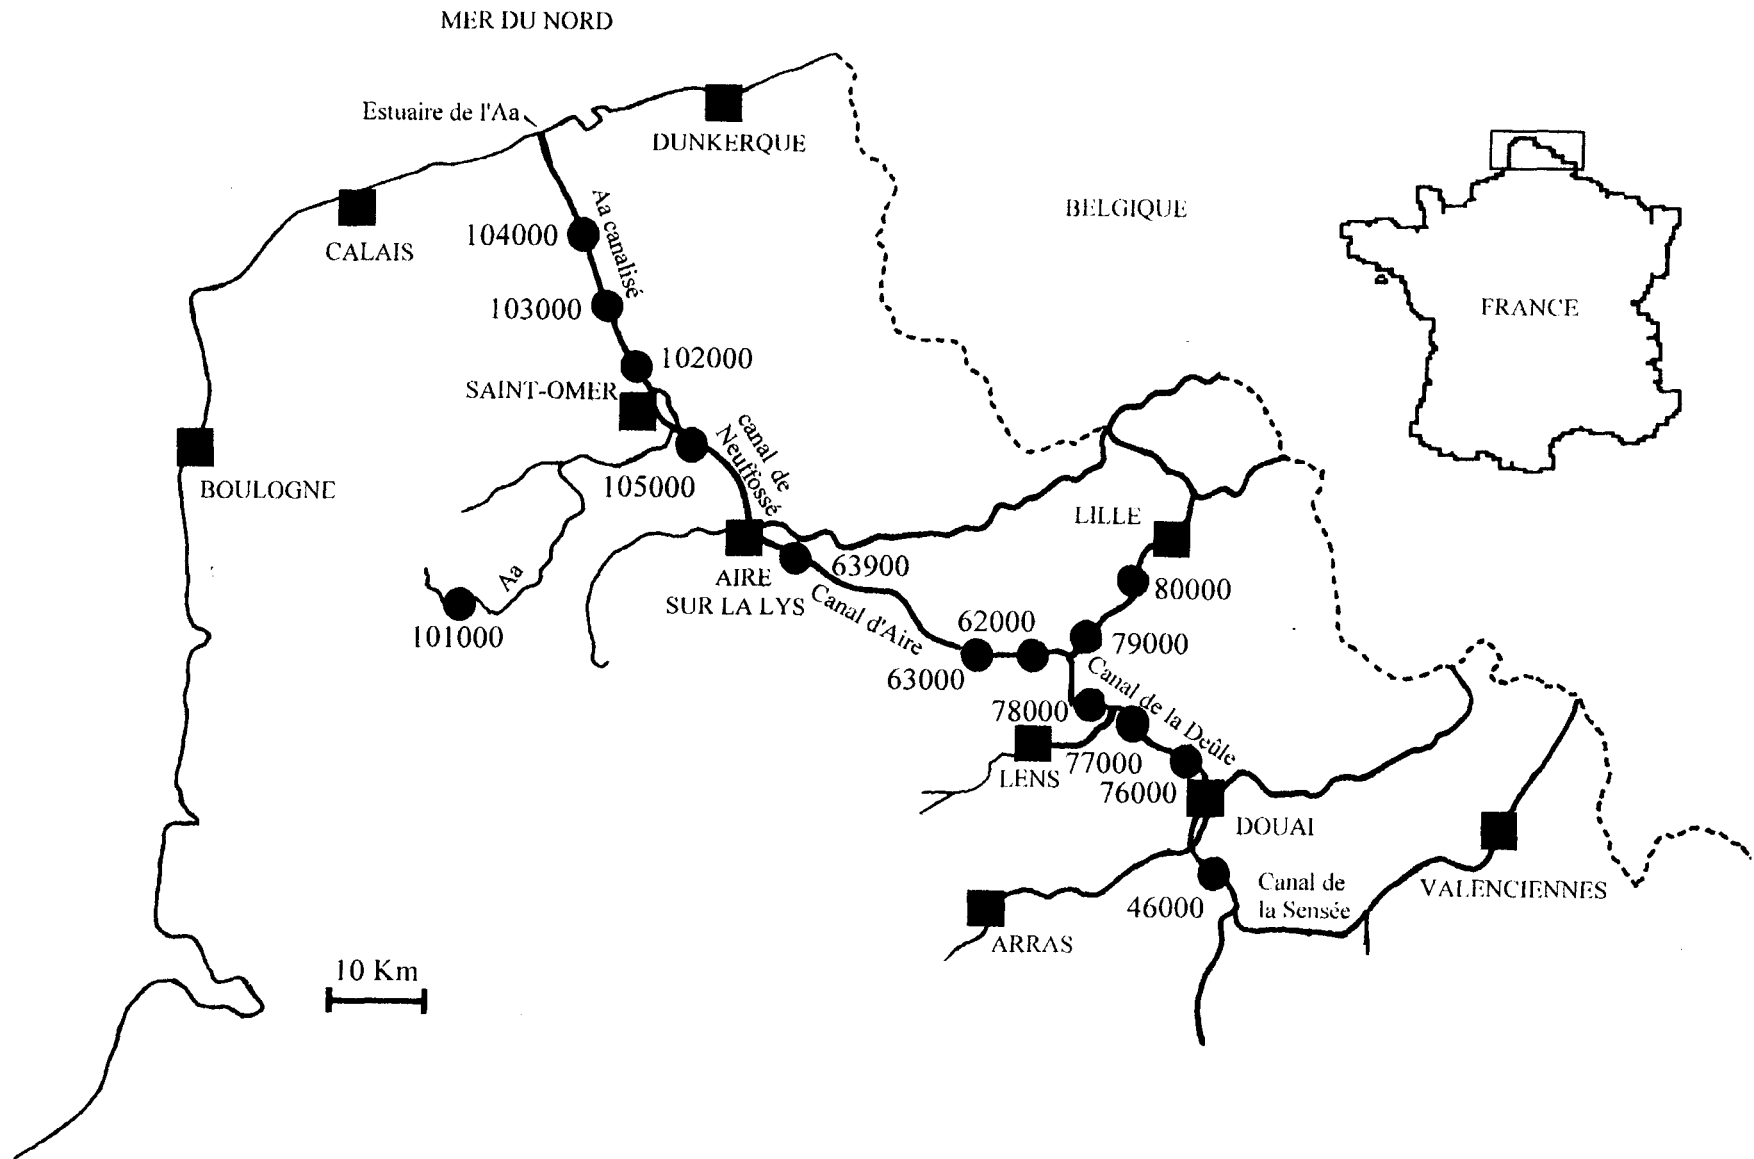 MER DU NORD
Estuaire de l'Aa
DUNKERQUE
BELGIQUE
CALAIS
104000
Aa canalisé
103000
FRANCE
102000
SAINT-OMER
canal de
Neuffossé
105000
BOULOGNE
LILLE
63900
AIRE
SUR LA LYS
Aa
80000
Canal d'Aire
101000
62000
79000
63000
Canal de la Deûle
78000
77000
LENS
76000
DOUAI
VALENCIENNES
Canal de
la Sensée
46000
ARRAS
10 Km